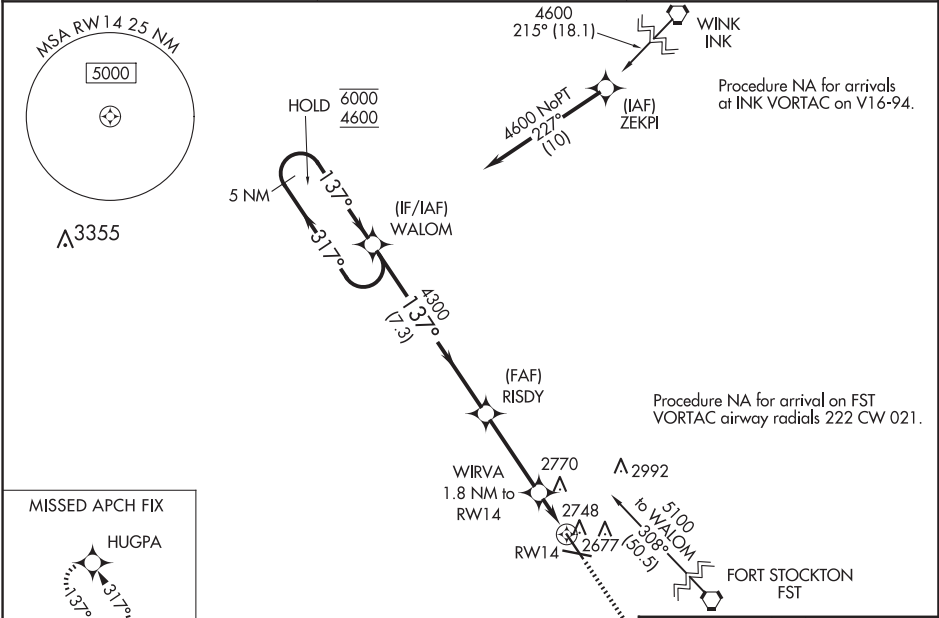 MSA RW14 25 NM
5000
3355
4600
215° (18.1)
WINK
INK
Procedure NA for arrivals
at INK VORTAC on V16-94.
(IAF)
ZEKPI
4600 NoPT
227°
(10)
HOLD
6000
4600
5 NM
137°
317°
(IF/IAF)
WALOM
4300
137°
(7.3)
(FAF)
RISDY
Procedure NA for arrival on FST
VORTAC airway radials 222 CW 021.
WIRVA
1.8 NM to
RW14
2770
2992
2748
2677
RW14
5100
to WALOM
308°
(50.5)
FORT STOCKTON
FST
MISSED APCH FIX
HUGPA
137°
317°